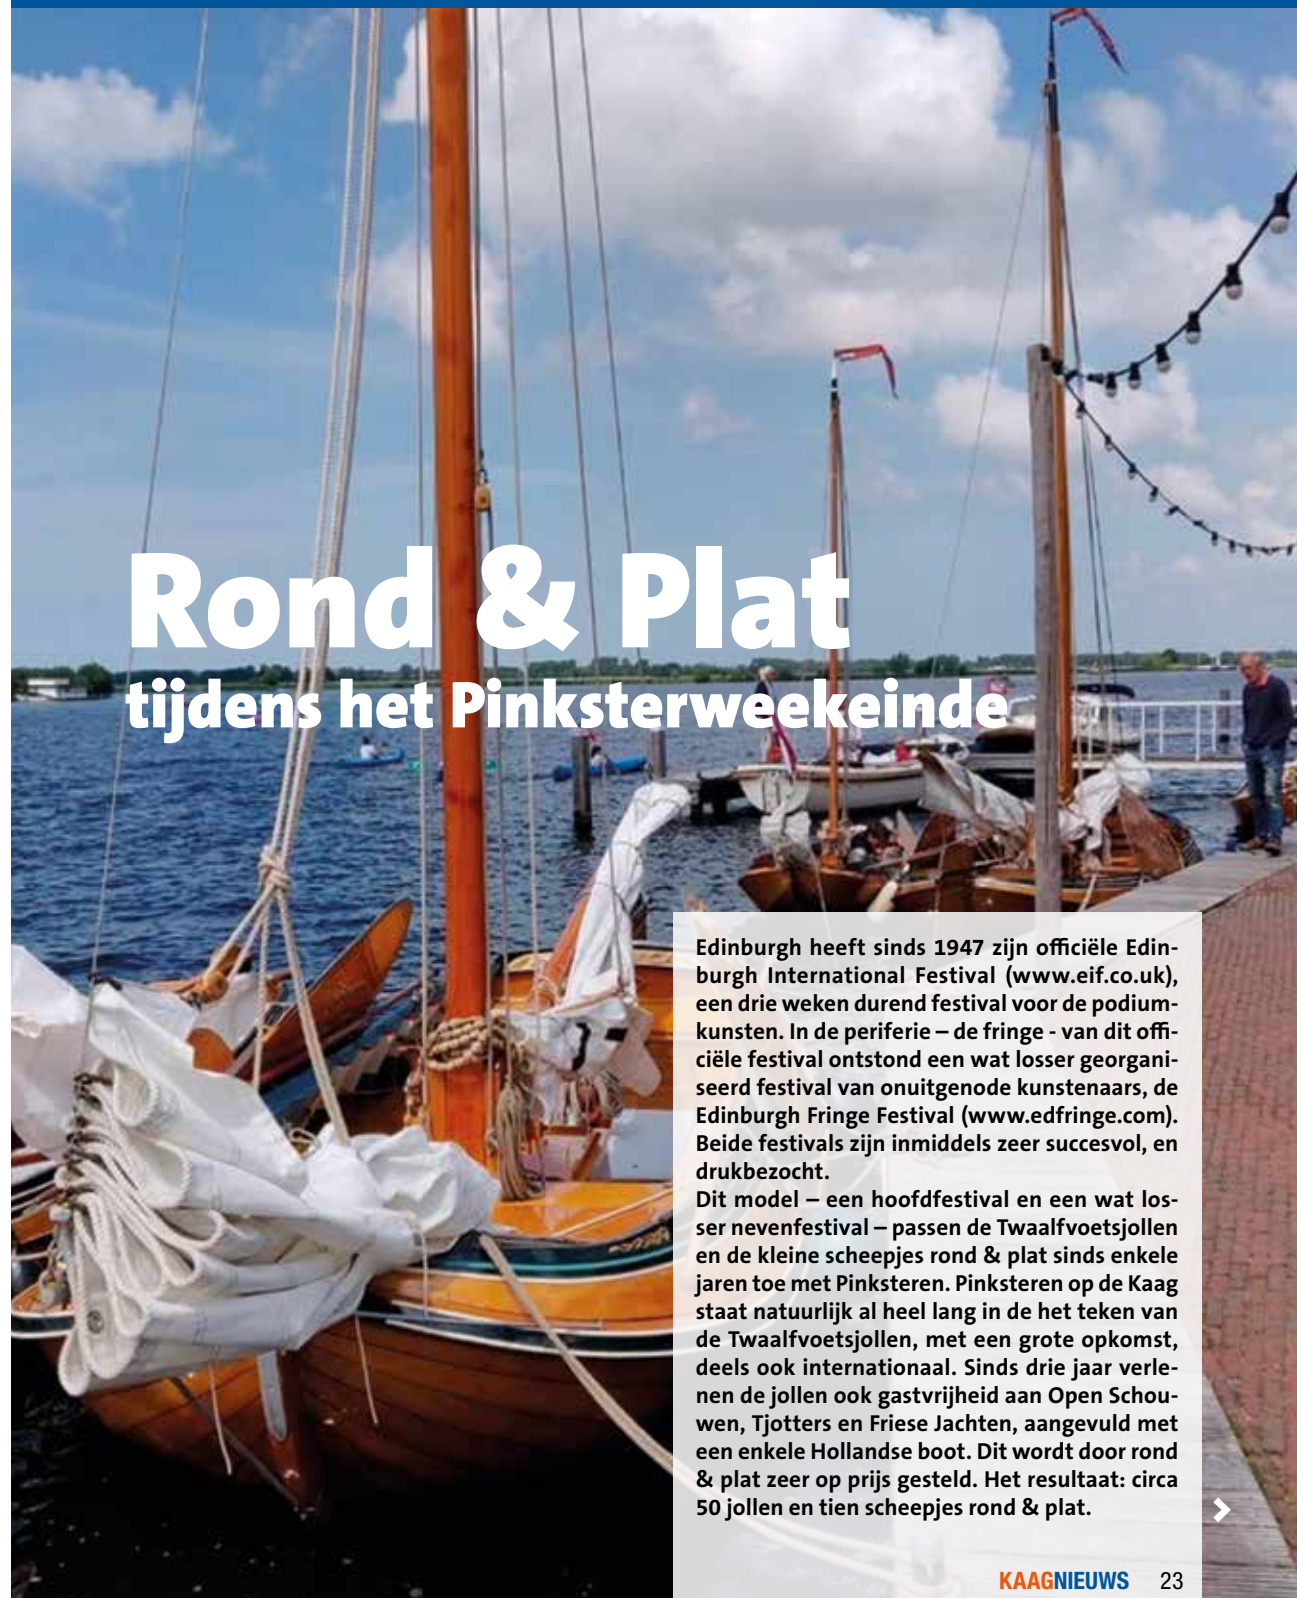 Rond & Plat
tijdens het Pinksterweekeinde
Edinburgh heeft sinds 1947 zijn officiële Edin-
burgh International Festival (www.eif.co.uk),
een drie weken durend festival voor de podium-
kunsten. In de periferie – de fringe - van dit offi-
ciële festival ontstond een wat losser georgani-
seerd festival van onuitgenode kunstenaars, de
Edinburgh Fringe Festival (www.edfringe.com).
Beide festivals zijn inmiddels zeer succesvol, en
drukbezocht.
Dit model – een hoofdfestival en een wat los-
ser nevenfestival – passen de Twaalfvoetsjollen
en de kleine scheepjes rond & plat sinds enkele
jaren toe met Pinksteren. Pinksteren op de Kaag
staat natuurlijk al heel lang in de het teken van
de Twaalfvoetsjollen, met een grote opkomst,
deels ook internationaal. Sinds drie jaar verle-
nen de jollen ook gastvrijheid aan Open Schou-
wen, Tjotters en Friese Jachten, aangevuld met
een enkele Hollandse boot. Dit wordt door rond
& plat zeer op prijs gesteld. Het resultaat: circa
50 jollen en tien scheepjes rond & plat.
KAAGNIEUWS 23